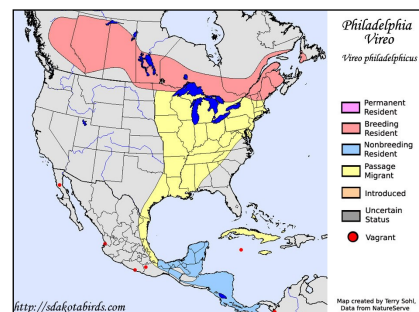 Philadelphia
Vireo
Vireo philadelphicus
Permanent
Resident
Breeding
Resident
Nonbreeding
Resident
Passage
Migrant
Introduced
Uncertain
Status
Vagrant
http://sdakotabirds.com
Map created by Terry Sohl,
Data from NatureServe